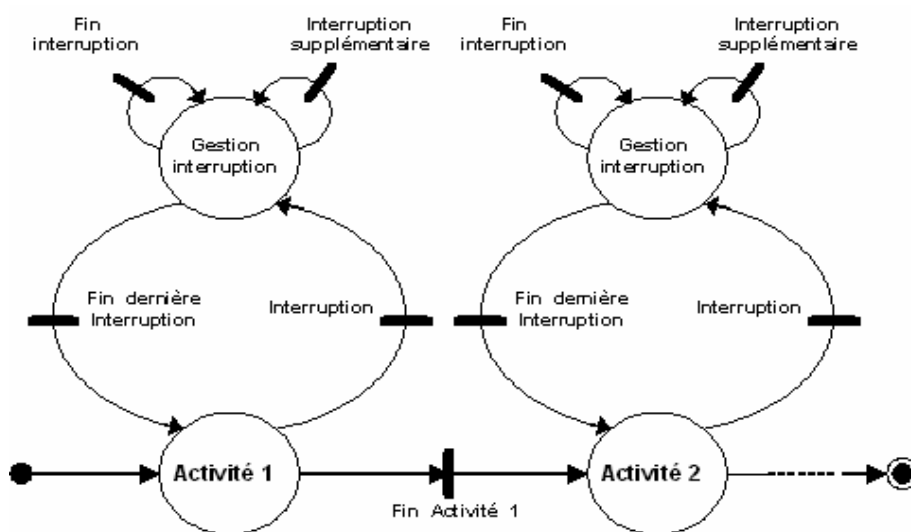 Fin
interruption
Interruption
supplémentaire
Fin
interruption
Interruption
supplémentaire
Gestion
interruption
Gestion
interruption
Fin dernière
Interruption
Interruption
Fin dernière
Interruption
Interruption
Activité 1
Activité 2
Fin Activité 1